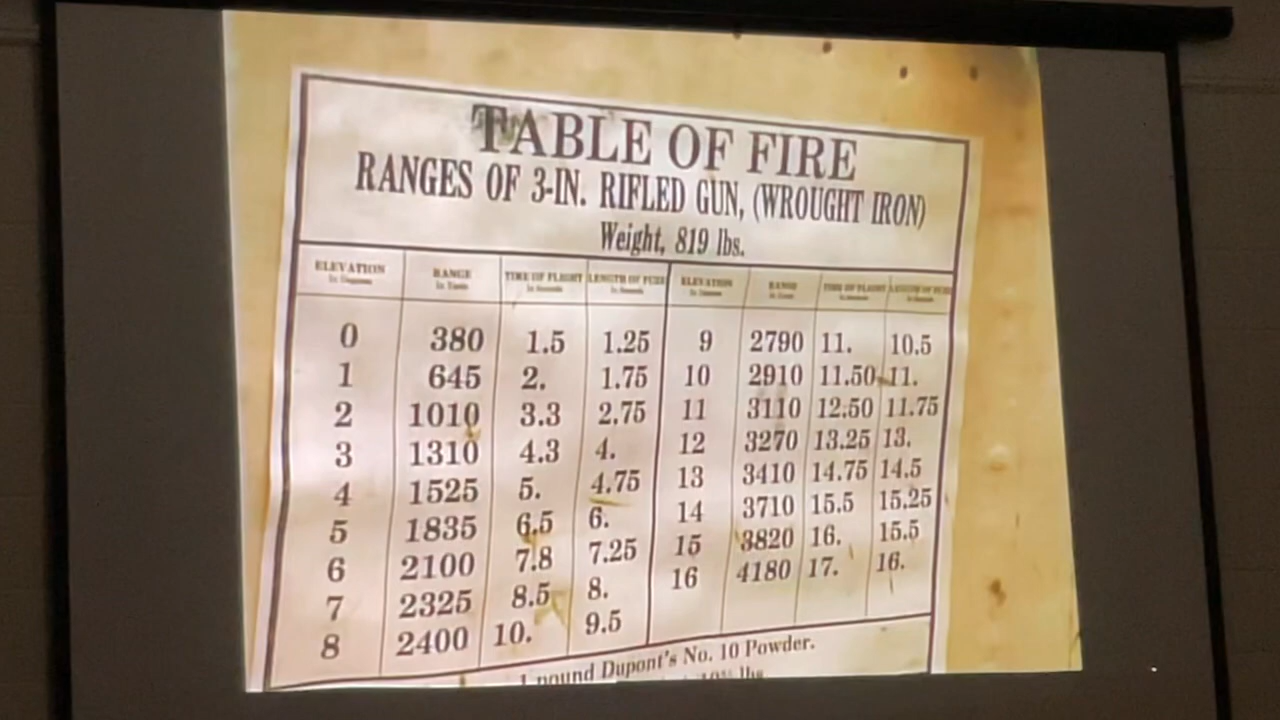 TABLE OF FIRE
RANGES OF 3-IN. RIFLED GUN, (WROUGHT IRON)
Weight, 819 lbs.
ELEVATION RANGE TIME OF FLIGHT LENGTH OF FUSE ELEVATION RANGE TIME OF FLIGHT LENGTH OF FUSE
0 380 1.5 1.25 9 2790 11. 10.5
1 645 2. 1.75 10 2910 11.50 11.
2 1010 3.3 2.75 11 3110 12.50 11.75
3 1310 4.3 4. 12 3270 13.25 13.
4 1525 5. 4.75 13 3410 14.75 14.5
5 1835 6.5 6. 14 3710 15.5 15.25
6 2100 7.8 7.25 15 3820 16. 15.5
7 2325 8.5 8. 16 4180 17. 16.
8 2400 10. 9.5
1 pound Dupont's No. 10 Powder.
lbs